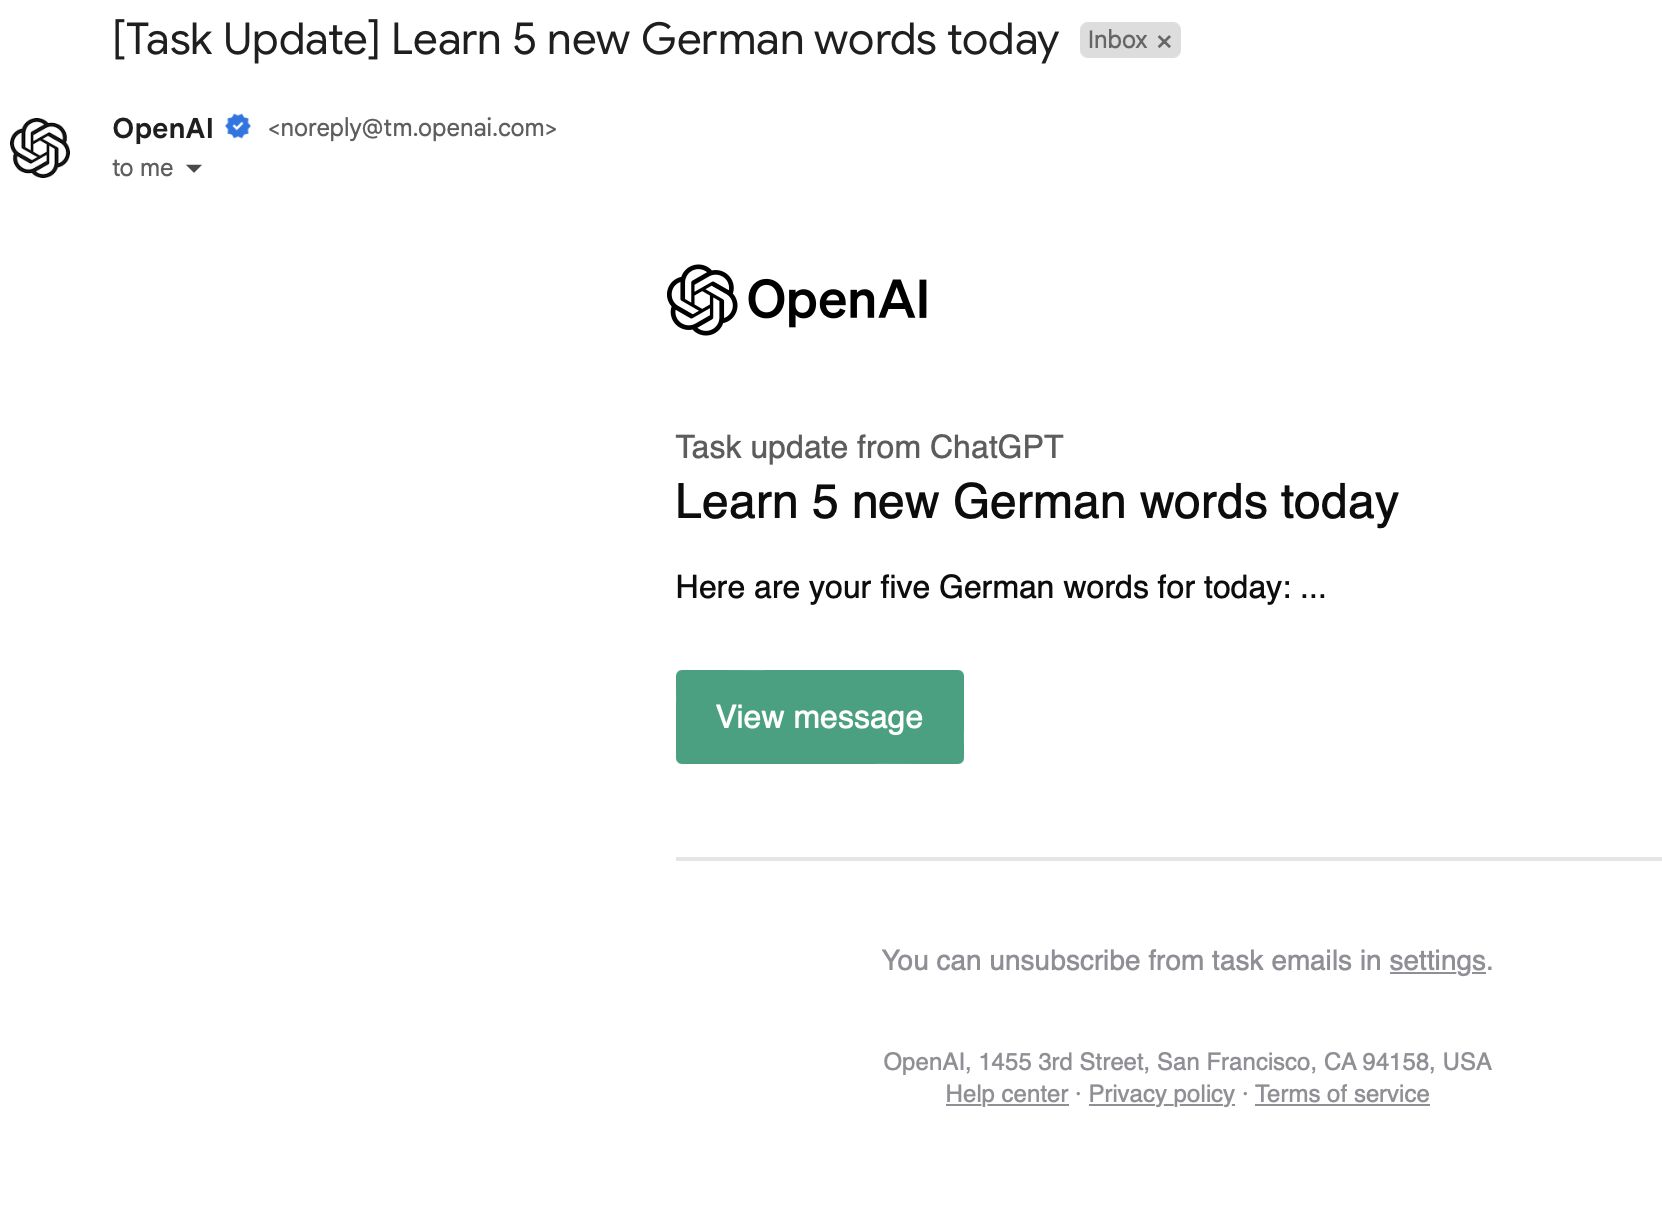 [Task Update] Learn 5 new German words today Inbox ×
OpenAI <noreply@tm.openai.com>
to me
OpenAI
Task update from ChatGPT
Learn 5 new German words today
Here are your five German words for today: ...
View message
You can unsubscribe from task emails in settings.
OpenAI, 1455 3rd Street, San Francisco, CA 94158, USA
Help center · Privacy policy · Terms of service